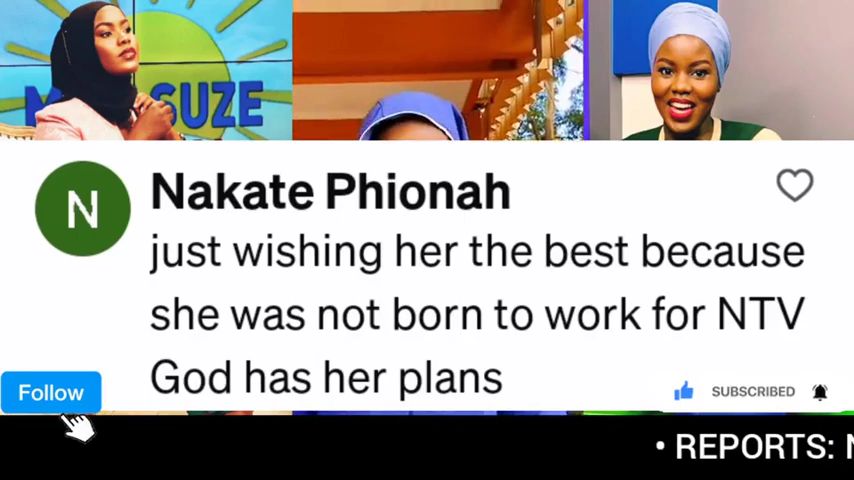 SUZE
N
Nakate Phionah
just wishing her the best because
she was not born to work for NTV
God has her plans
Follow
SUBSCRIBED
• REPORTS: